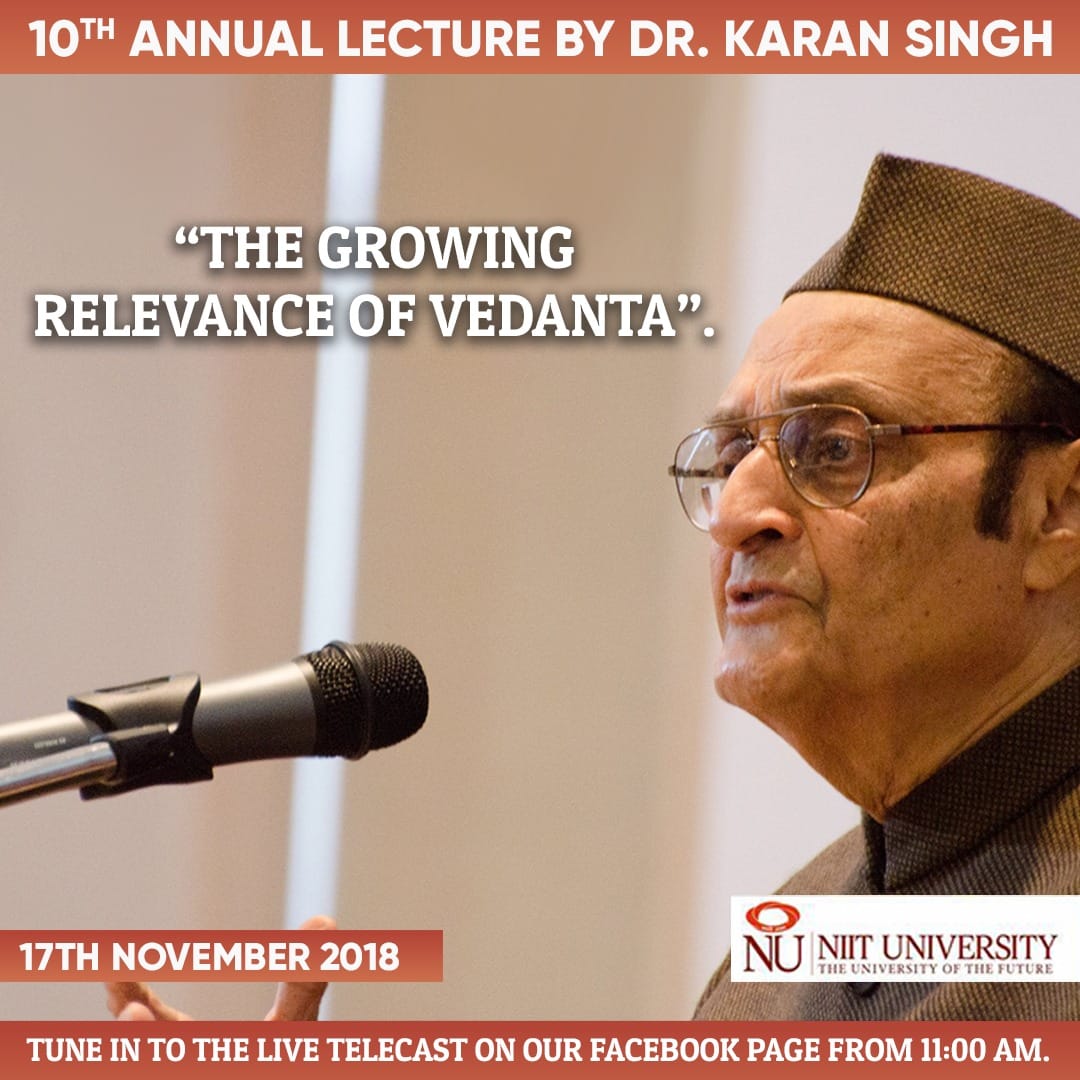 10TH ANNUAL LECTURE BY DR. KARAN SINGH
“THE GROWING
RELEVANCE OF VEDANTA”.
17TH NOVEMBER 2018
NU NIIT UNIVERSITY
THE UNIVERSITY OF THE FUTURE
TUNE IN TO THE LIVE TELECAST ON OUR FACEBOOK PAGE FROM 11:00 AM.